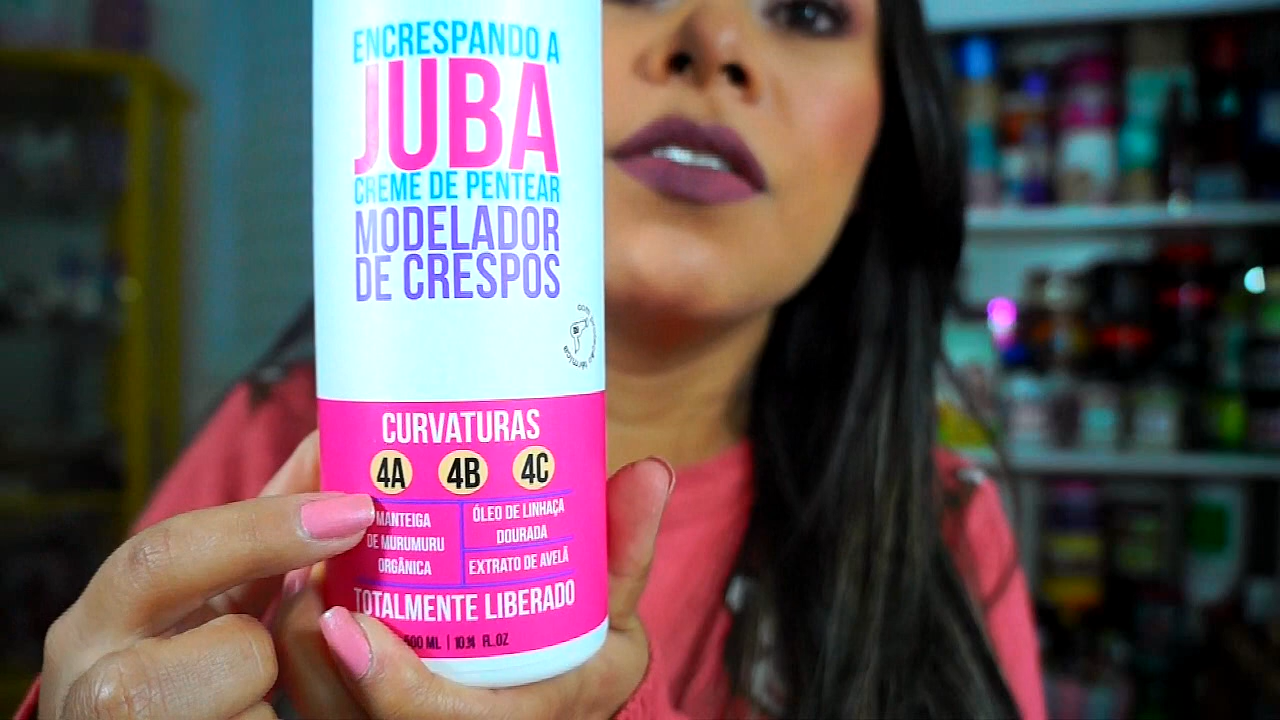 ENCRESPANDO A
JUBA
CREME DE PENTEAR
MODELADOR
DE CRESPOS
CURVATURAS
4A 4B 4C
MANTEIGA
DE MURUMURU
ORGÂNICA
ÓLEO DE LINHAÇA
DOURADA
EXTRATO DE AVELÃ
TOTALMENTE LIBERADO
500 ML | 10.14 FL.OZ